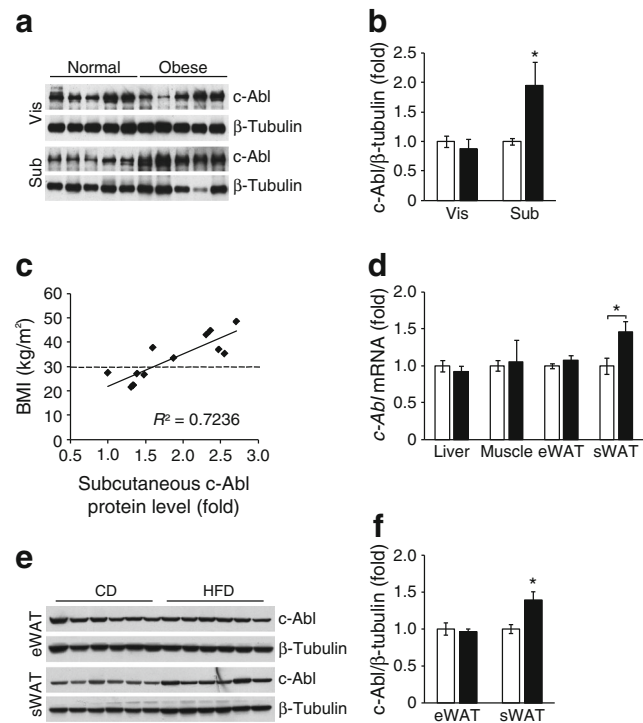 a
Normal Obese
Vis
c-Abl
β-Tubulin
Sub
c-Abl
β-Tubulin
b
c-Abl/β-tubulin (fold)
2.5
2.0
1.5
1.0
0.5
0
*
Vis Sub
c
BMI (kg/m²)
60
50
40
30
20
10
0
R² = 0.7236
0.5 1.0 1.5 2.0 2.5 3.0
Subcutaneous c-Abl
protein level (fold)
d
c-Abl mRNA (fold)
2.0
1.5
1.0
0.5
0
*
Liver Muscle eWAT sWAT
e
CD HFD
eWAT
c-Abl
β-Tubulin
sWAT
c-Abl
β-Tubulin
f
c-Abl/β-tubulin (fold)
2.0
1.5
1.0
0.5
0
*
eWAT sWAT